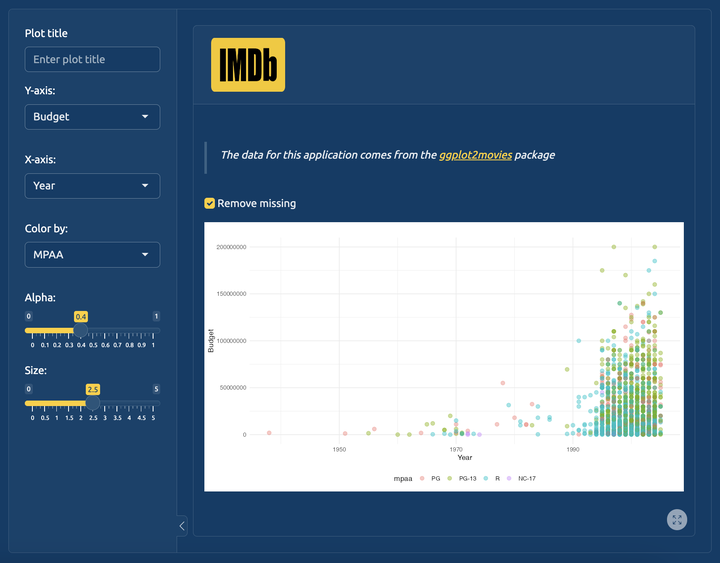 Plot title
Enter plot title
Y-axis:
Budget
X-axis:
Year
Color by:
MPAA
Alpha:
0 0.4 1
0 0.1 0.2 0.3 0.4 0.5 0.6 0.7 0.8 0.9 1
Size:
0 2.5 5
0 0.5 1 1.5 2 2.5 3 3.5 4 4.5 5
IMDb
The data for this application comes from the ggplot2movies package
Remove missing
200000000
150000000
100000000
50000000
0
Budget
1950 1970 1990
Year
mpaa PG PG-13 R NC-17